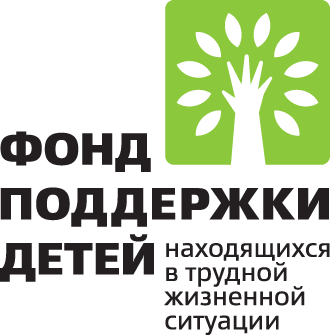 ФОНД
ПОДДЕРЖКИ
ДЕТЕЙ
находящихся
в трудной
жизненной
ситуации